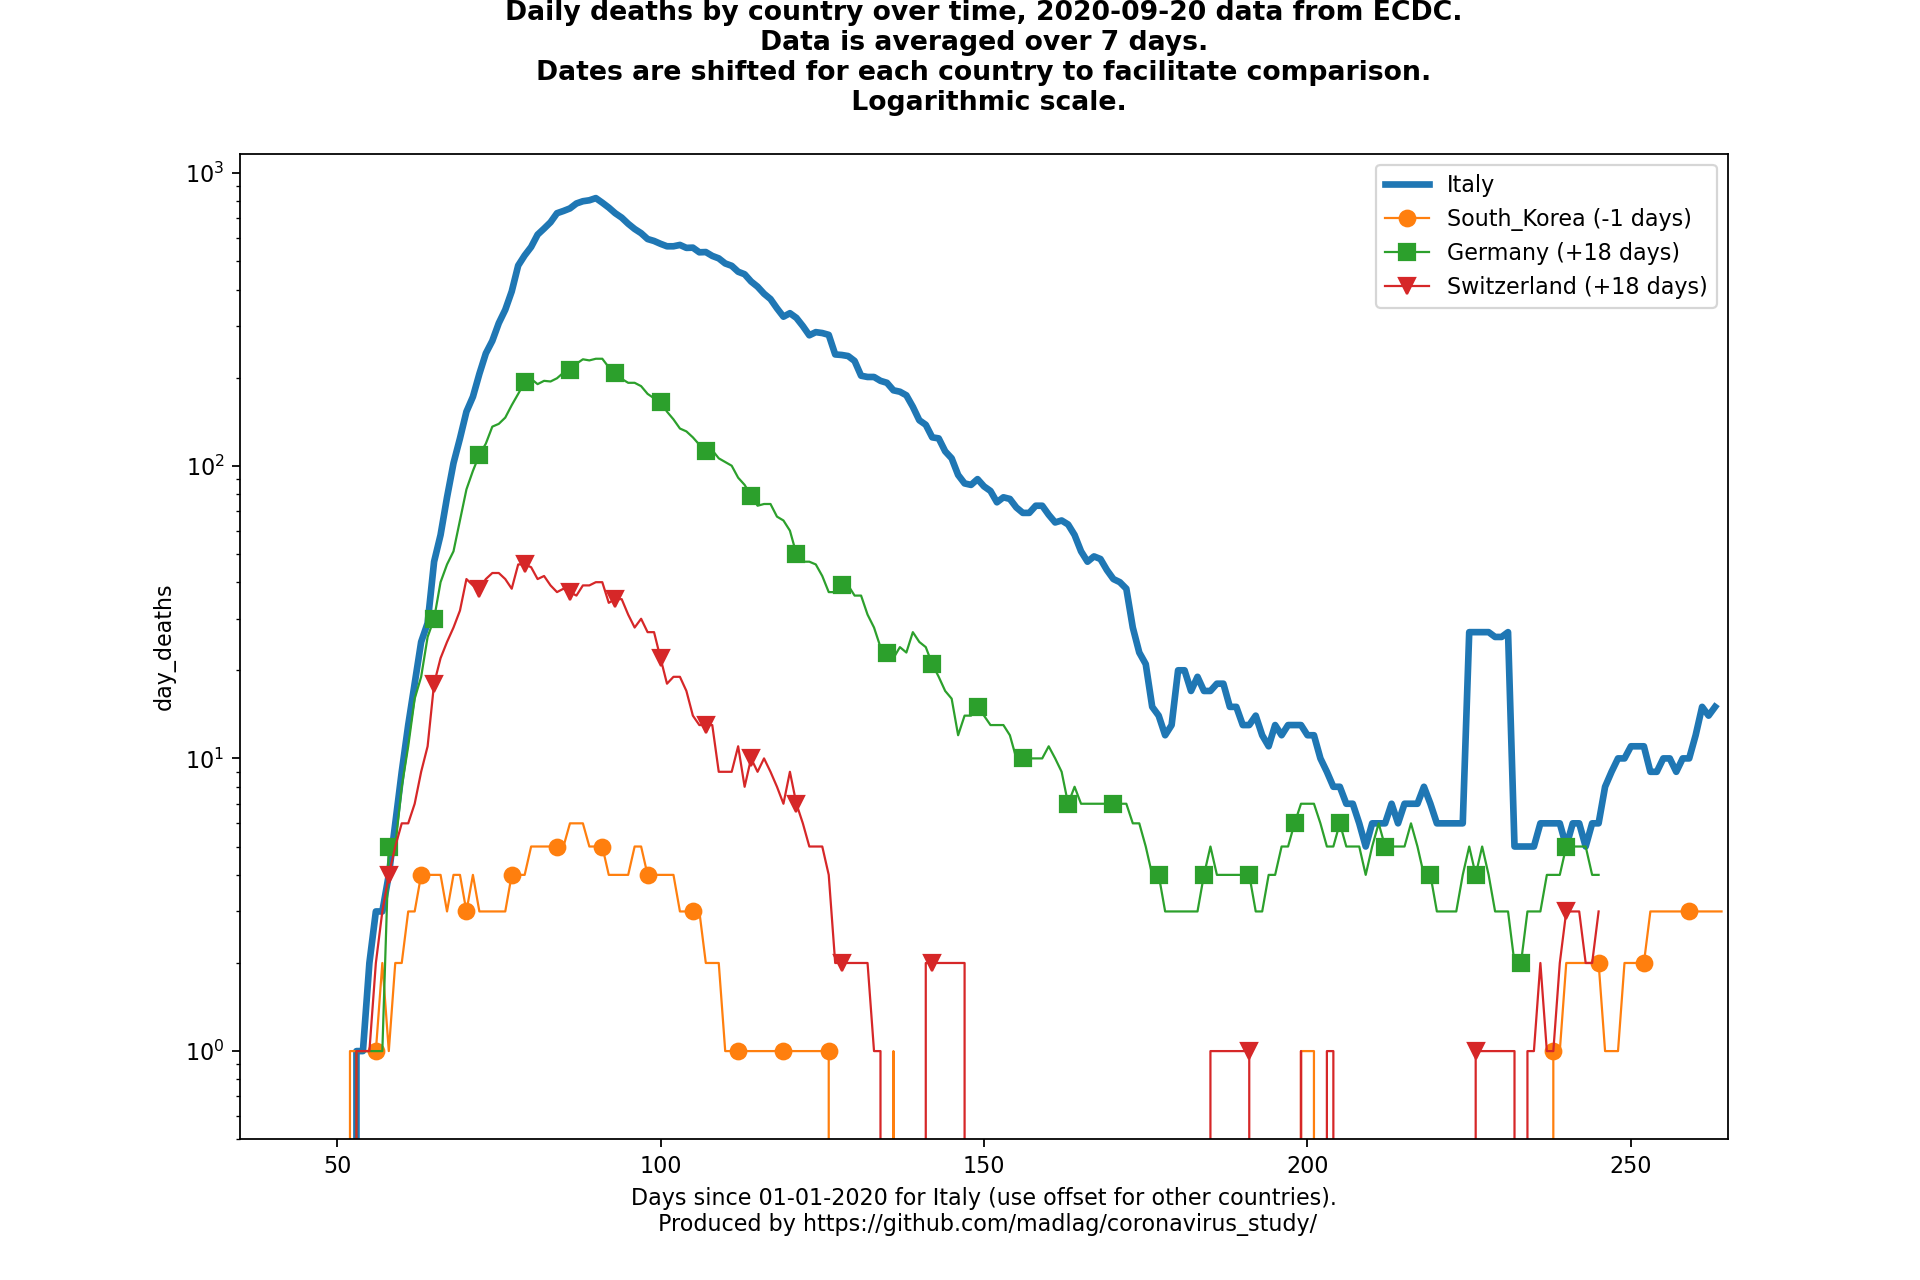 Daily deaths by country over time, 2020-09-20 data from ECDC.
Data is averaged over 7 days.
Dates are shifted for each country to facilitate comparison.
Logarithmic scale.
10³
10²
10¹
10⁰
day_deaths
Italy
South_Korea (-1 days)
Germany (+18 days)
Switzerland (+18 days)
50 100 150 200 250
Days since 01-01-2020 for Italy (use offset for other countries).
Produced by https://github.com/madlag/coronavirus_study/